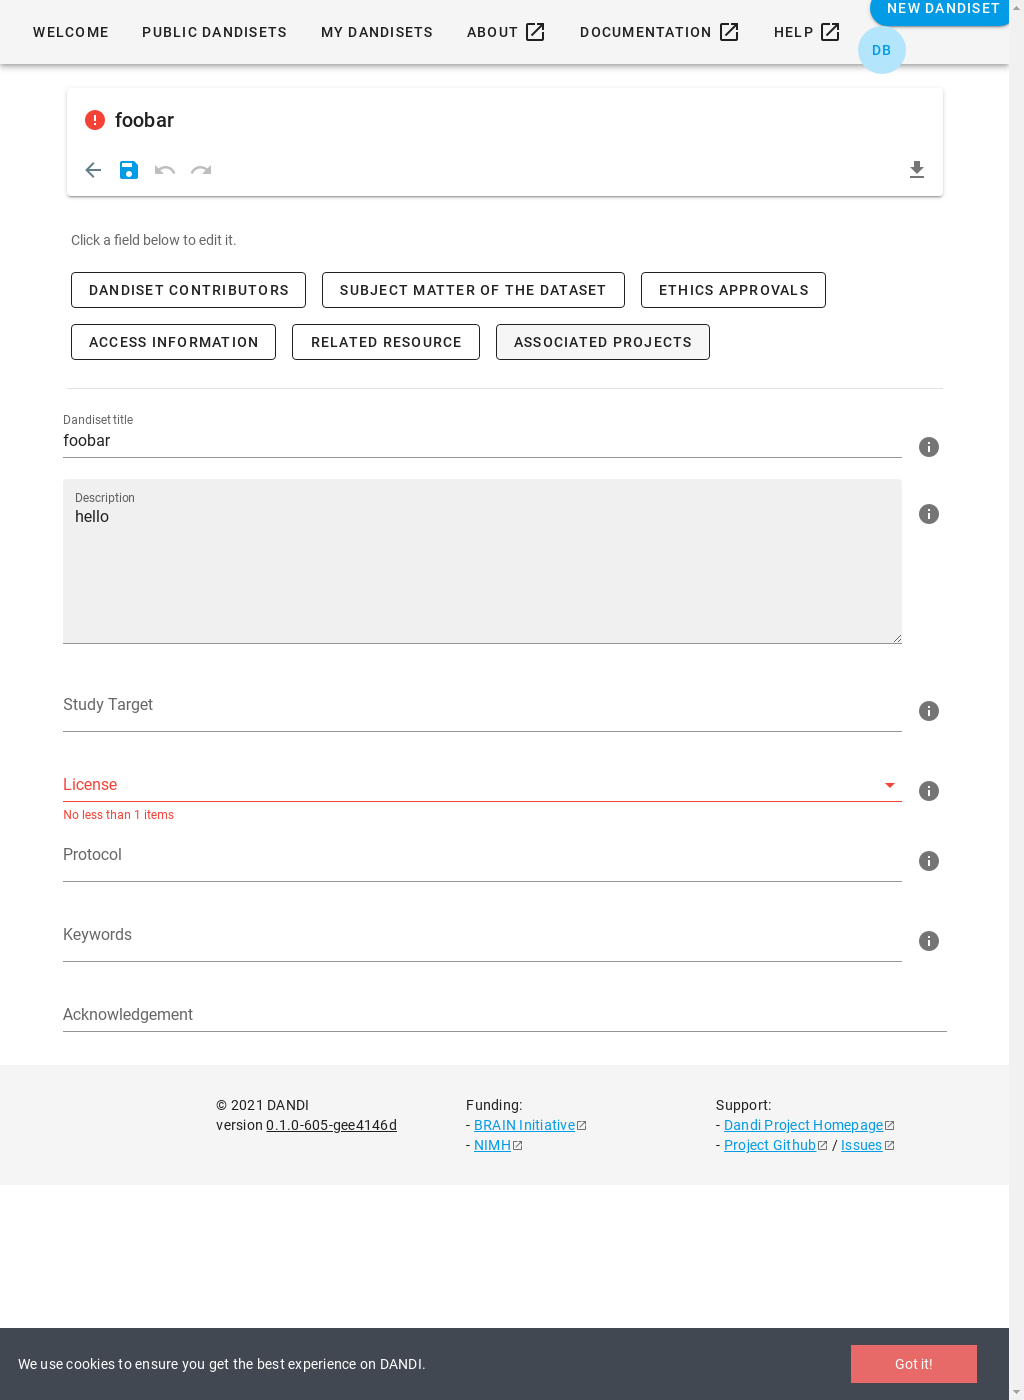 NEW DANDISET
WELCOME PUBLIC DANDISETS MY DANDISETS ABOUT DOCUMENTATION HELP
DB
foobar
Click a field below to edit it.
DANDISET CONTRIBUTORS SUBJECT MATTER OF THE DATASET ETHICS APPROVALS
ACCESS INFORMATION RELATED RESOURCE ASSOCIATED PROJECTS
Dandiset title
foobar
Description
hello
Study Target
License
No less than 1 items
Protocol
Keywords
Acknowledgement
© 2021 DANDI
version 0.1.0-605-gee4146d
Funding:
- BRAIN Initiative
- NIMH
Support:
- Dandi Project Homepage
- Project Github / Issues
We use cookies to ensure you get the best experience on DANDI.
Got it!